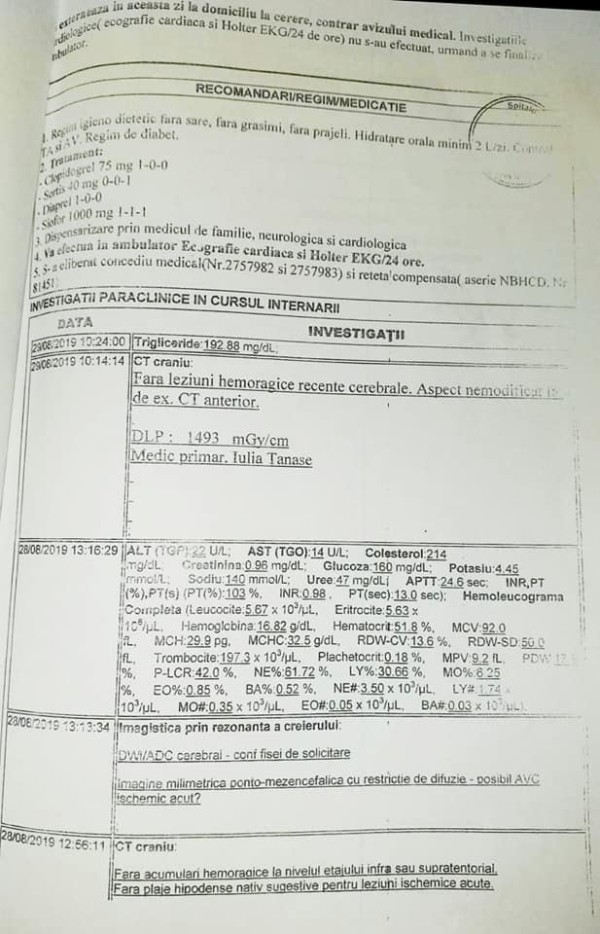 externeaza in aceasta zi la domiciliu la cerere, contrar avizului medical. Investigatiile
cardiologice( ecografie cardiaca si Holter EKG/24 de ore) nu s-au efectuat, urmand a se
RECOMANDARI/REGIM/MEDICATIE
Spital
1. Regim igieno dietetic fara sare, fara grasimi, fara prajeli. Hidratare orala minim 2 L/zi.
TA si AV. Regim de diabet.
2. Tratament:
- Clopidogrel 75 mg 1-0-0
- Sortis 40 mg 0-0-1
- Diaprel 1-0-0
- Siofor 1000 mg 1-1-1
3. Dispensarizare prin medicul de familie, neurologica si cardiologica
4. Va efectua in ambulator Ecografie cardiaca si Holter EKG/24 ore.
5. S-a eliberat concediu medical(Nr.2757982 si 2757983) si reteta compensata( aserie NBHCD, Nr
INVESTIGATII PARACLINICE IN CURSUL INTERNARII
DATA INVESTIGAȚII
29/08/2019 10:24:00 Trigliceride:192.88 mg/dL;
29/08/2019 10:14:14 CT craniu:
Fara leziuni hemoragice recente cerebrale. Aspect
de ex. CT anterior.
DLP : 1493 mGy/cm
Medic primar. Iulia Tanase
28/08/2019 13:16:29 ALT (TGP):22 U/L; AST (TGO):14 U/L; Colesterol:214
mg/dL; Creatinina:0.96 mg/dL; Glucoza:160 mg/dL; Potasiu:4.45
mmol/L; Sodiu:140 mmol/L; Uree:47 mg/dL; APTT:24.6 sec; INR,PT
(%),PT(s) (PT(%):103 %, INR:0.98 , PT(sec):13.0 sec); Hemoleucograma
Completa (Leucocite:5.67 x 10³/µL, Eritrocite:5.63 x
10⁶/µL, Hemoglobina:16.82 g/dL, Hematocrit:51.8 %, MCV:92.0
fL, MCH:29.9 pg, MCHC:32.5 g/dL, RDW-CV:13.6 %, RDW-SD:50.0
fL, Trombocite:197.3 x 10³/µL, Plachetocrit:0.18 %, MPV:9.2 fL, PDW
%, P-LCR:42.0 %, NE%:61.72 %, LY%:30.66 %, MO%:6.25
%, EO%:0.85 %, BA%:0.52 %, NE#:3.50 x 10³/µL, LY#:1.74 x
10³/µL, MO#:0.35 x 10³/µL, EO#:0.05 x 10³/µL, BA#:0.03 x 10³/µL)
28/08/2019 13:13:34 Imagistica prin rezonanta a creierului:
DWI/ADC cerebral - conf fisei de solicitare
Imagine milimetrica ponto-mezencefalica cu restrictie de difuzie - posibil AVC
ischemic acut?
28/08/2019 12:56:11 CT craniu:
Fara acumulari hemoragice la nivelul etajului infra sau supratentorial.
Fara plaje hipodense nativ sugestive pentru leziuni ischemice acute.